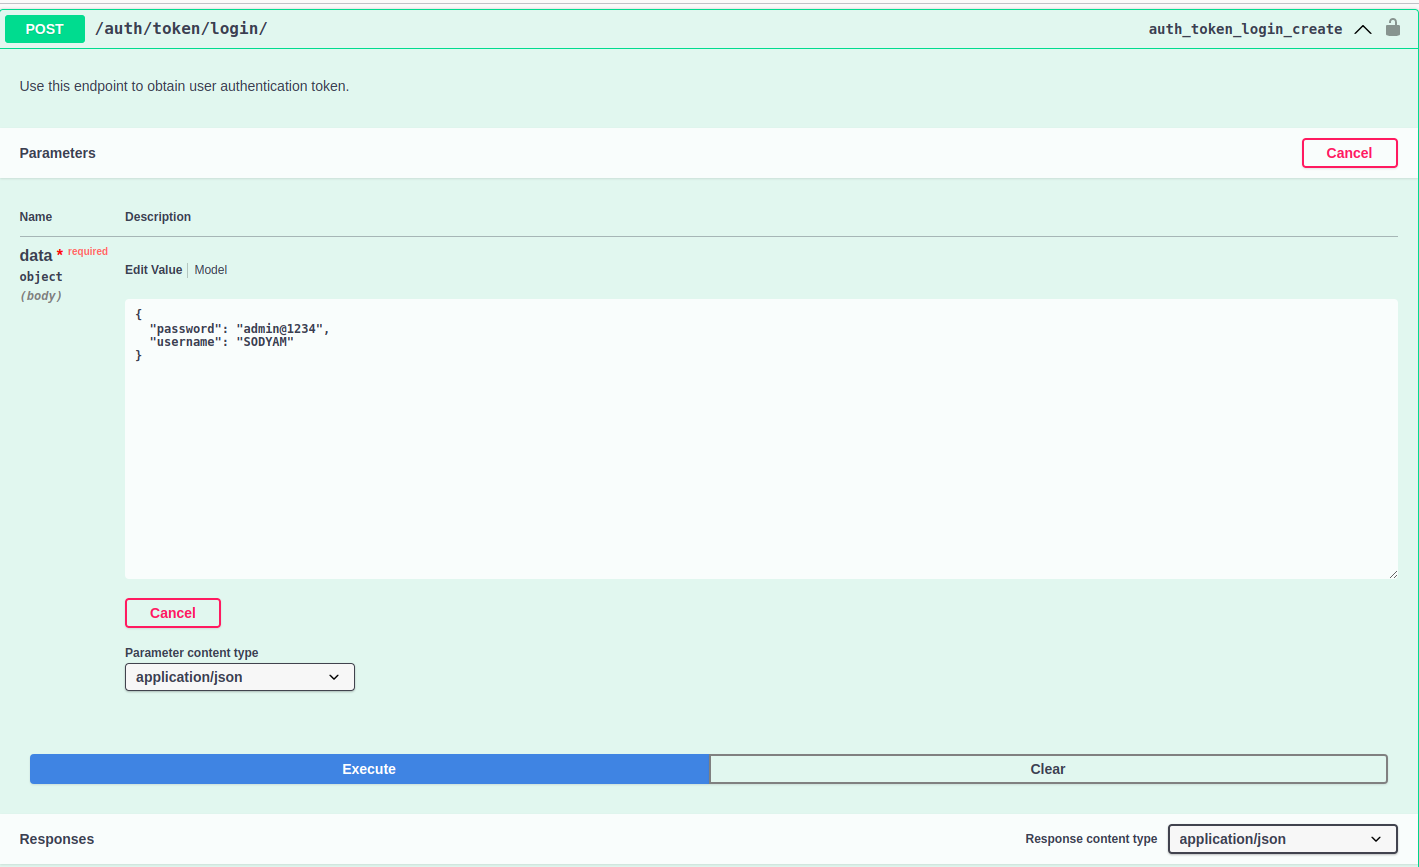 POST /auth/token/login/ auth_token_login_create
Use this endpoint to obtain user authentication token.
Parameters Cancel
Name Description
data * required
object
(body)
Edit Value Model
{
  "password": "admin@1234",
  "username": "SODYAM"
}
Cancel
Parameter content type
application/json
Execute Clear
Responses Response content type application/json